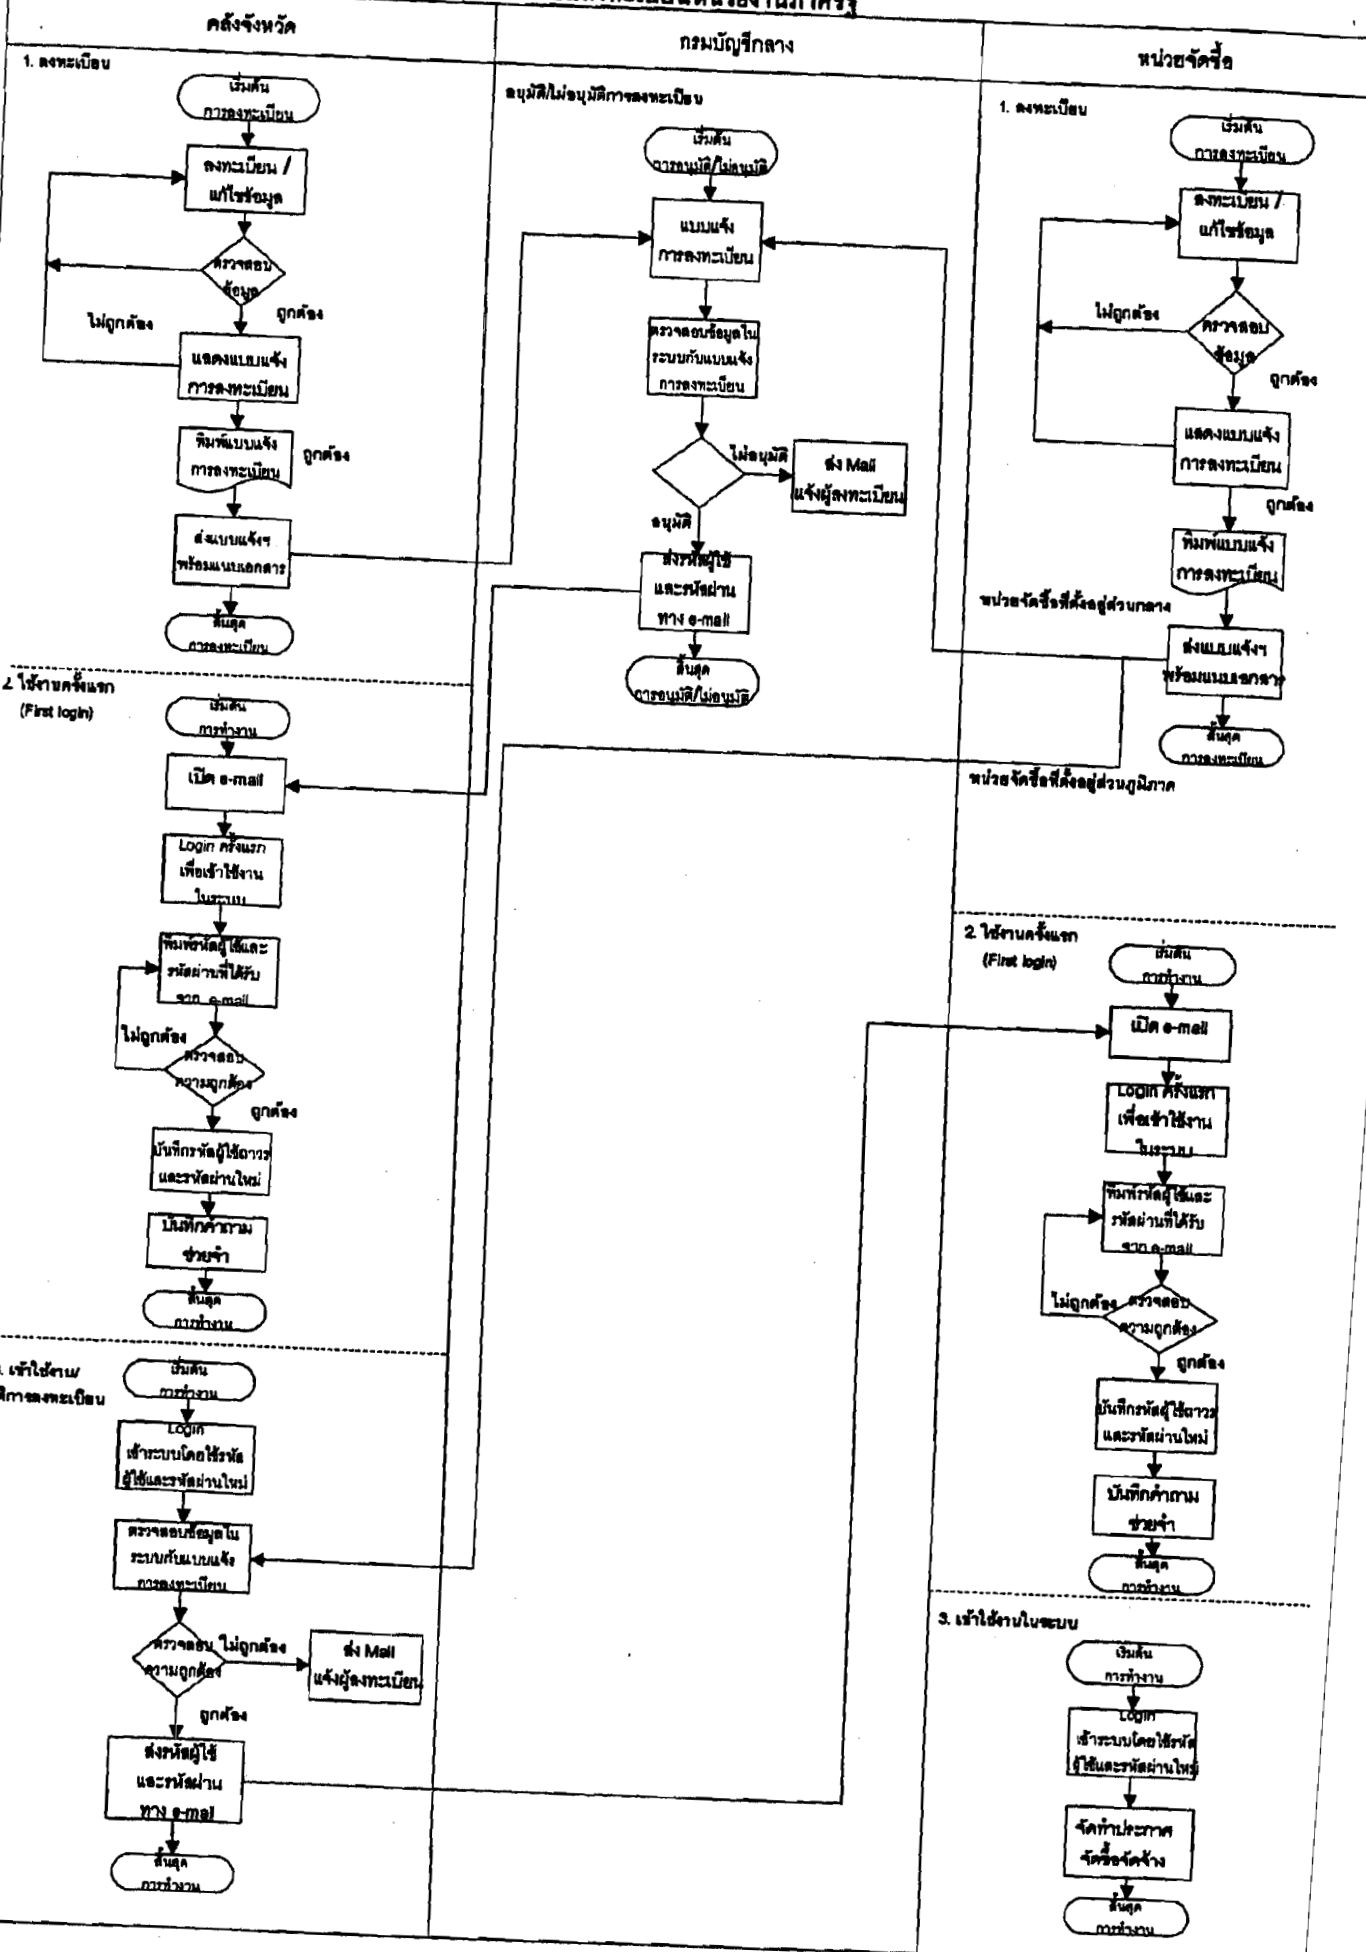 คลังจังหวัด
1. ลงทะเบียน
เริ่มต้น
การลงทะเบียน
ลงทะเบียน /
แก้ไขข้อมูล
ตรวจสอบ
ข้อมูล
ถูกต้อง
ไม่ถูกต้อง
แสดงแบบแจ้ง
การลงทะเบียน
พิมพ์แบบแจ้ง
การลงทะเบียน
ถูกต้อง
ส่งแบบแจ้งฯ
พร้อมแนบเอกสาร
สิ้นสุด
การลงทะเบียน
2. ใช้งานครั้งแรก
(First login)
เริ่มต้น
การทำงาน
เปิด e-mail
Login ครั้งแรก
เพื่อเข้าใช้งาน
ในระบบ
พิมพ์รหัสผู้ใช้และ
รหัสผ่านที่ได้รับ
จาก e-mail
ไม่ถูกต้อง
ตรวจสอบ
ความถูกต้อง
ถูกต้อง
บันทึกรหัสผู้ใช้ถาวร
และรหัสผ่านใหม่
บันทึกคำถาม
ช่วยจำ
สิ้นสุด
การทำงาน
. เข้าใช้งาน/
ติการลงทะเบียน
เริ่มต้น
การทำงาน
Login
เข้าระบบโดยใช้รหัส
ผู้ใช้และรหัสผ่านใหม่
ตรวจสอบข้อมูลใน
ระบบกับแบบแจ้ง
การลงทะเบียน
ตรวจสอบ
ความถูกต้อง
ไม่ถูกต้อง
ส่ง Mail
แจ้งผู้ลงทะเบียน
ถูกต้อง
ส่งรหัสผู้ใช้
และรหัสผ่าน
ทาง e-mail
สิ้นสุด
การทำงาน
กรมบัญชีกลาง
อนุมัติ/ไม่อนุมัติการลงทะเบียน
เริ่มต้น
การอนุมัติ/ไม่อนุมัติ
แบบแจ้ง
การลงทะเบียน
ตรวจสอบข้อมูลใน
ระบบกับแบบแจ้ง
การลงทะเบียน
ไม่อนุมัติ
ส่ง Mail
แจ้งผู้ลงทะเบียน
อนุมัติ
ส่งรหัสผู้ใช้
และรหัสผ่าน
ทาง e-mail
สิ้นสุด
การอนุมัติ/ไม่อนุมัติ
หน่วยจัดซื้อ
1. ลงทะเบียน
เริ่มต้น
การลงทะเบียน
ลงทะเบียน /
แก้ไขข้อมูล
ไม่ถูกต้อง
ตรวจสอบ
ข้อมูล
ถูกต้อง
แสดงแบบแจ้ง
การลงทะเบียน
ถูกต้อง
พิมพ์แบบแจ้ง
การลงทะเบียน
หน่วยจัดซื้อที่ตั้งอยู่ส่วนกลาง
ส่งแบบแจ้งฯ
พร้อมแนบเอกสาร
สิ้นสุด
การลงทะเบียน
หน่วยจัดซื้อที่ตั้งอยู่ส่วนภูมิภาค
2. ใช้งานครั้งแรก
(First login)
เริ่มต้น
การทำงาน
เปิด e-mail
Login ครั้งแรก
เพื่อเข้าใช้งาน
ในระบบ
พิมพ์รหัสผู้ใช้และ
รหัสผ่านที่ได้รับ
จาก e-mail
ไม่ถูกต้อง
ตรวจสอบ
ความถูกต้อง
ถูกต้อง
บันทึกรหัสผู้ใช้ถาวร
และรหัสผ่านใหม่
บันทึกคำถาม
ช่วยจำ
สิ้นสุด
การทำงาน
3. เข้าใช้งานในระบบ
เริ่มต้น
การทำงาน
Login
เข้าระบบโดยใช้รหัส
ผู้ใช้และรหัสผ่านใหม่
จัดทำประกาศ
จัดซื้อจัดจ้าง
สิ้นสุด
การทำงาน